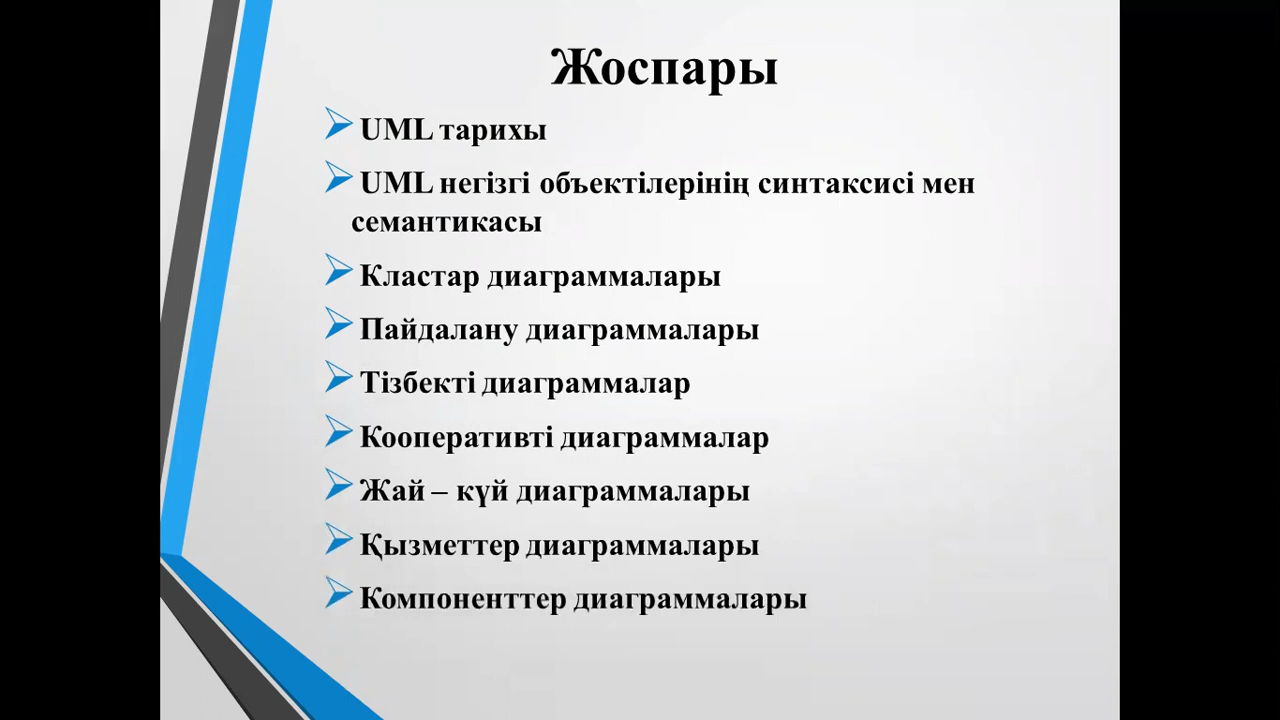 Жоспары
UML тарихы
UML негізгі объектілерінің синтаксисі мен
семантикасы
Кластар диаграммалары
Пайдалану диаграммалары
Тізбекті диаграммалар
Кооперативті диаграммалар
Жай – күй диаграммалары
Қызметтер диаграммалары
Компоненттер диаграммалары